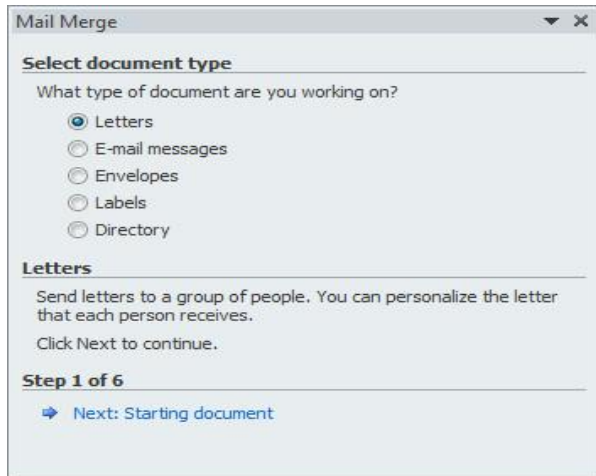 Mail Merge
Select document type
What type of document are you working on?
Letters
E-mail messages
Envelopes
Labels
Directory
Letters
Send letters to a group of people. You can personalize the letter
that each person receives.
Click Next to continue.
Step 1 of 6
Next: Starting document